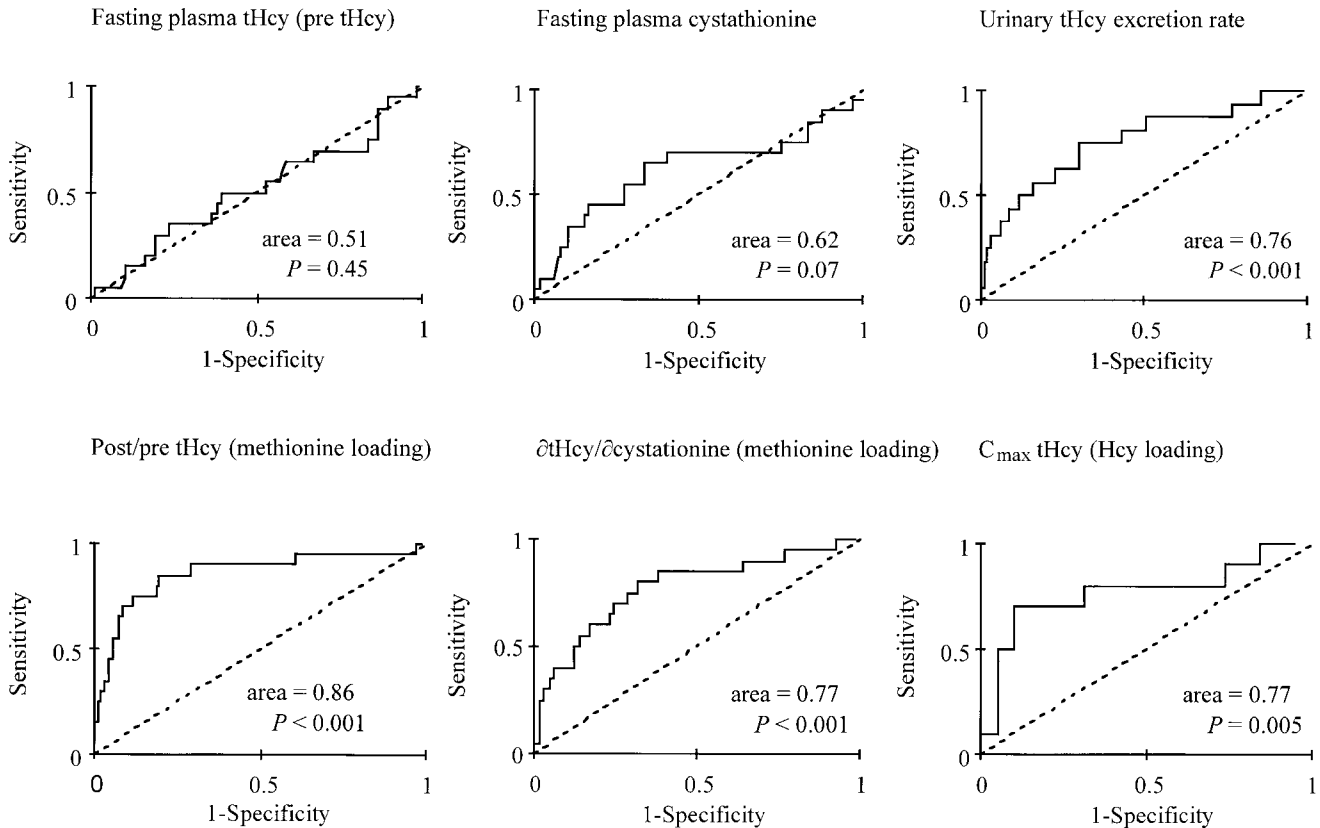 Fasting plasma tHcy (pre tHcy)
1
0.5
0
Sensitivity
area = 0.51
P = 0.45
0
0.5
1
1-Specificity
Fasting plasma cystathionine
1
0.5
0
Sensitivity
area = 0.62
P = 0.07
0
0.5
1
1-Specificity
Urinary tHcy excretion rate
1
0.5
0
Sensitivity
area = 0.76
P < 0.001
0
0.5
1
1-Specificity
Post/pre tHcy (methionine loading)
1
0.5
0
Sensitivity
area = 0.86
P < 0.001
0
0.5
1
1-Specificity
∂tHcy/∂cystationine (methionine loading)
1
0.5
0
Sensitivity
area = 0.77
P < 0.001
0
0.5
1
1-Specificity
Cmax tHcy (Hcy loading)
1
0.5
0
Sensitivity
area = 0.77
P = 0.005
0
0.5
1
1-Specificity